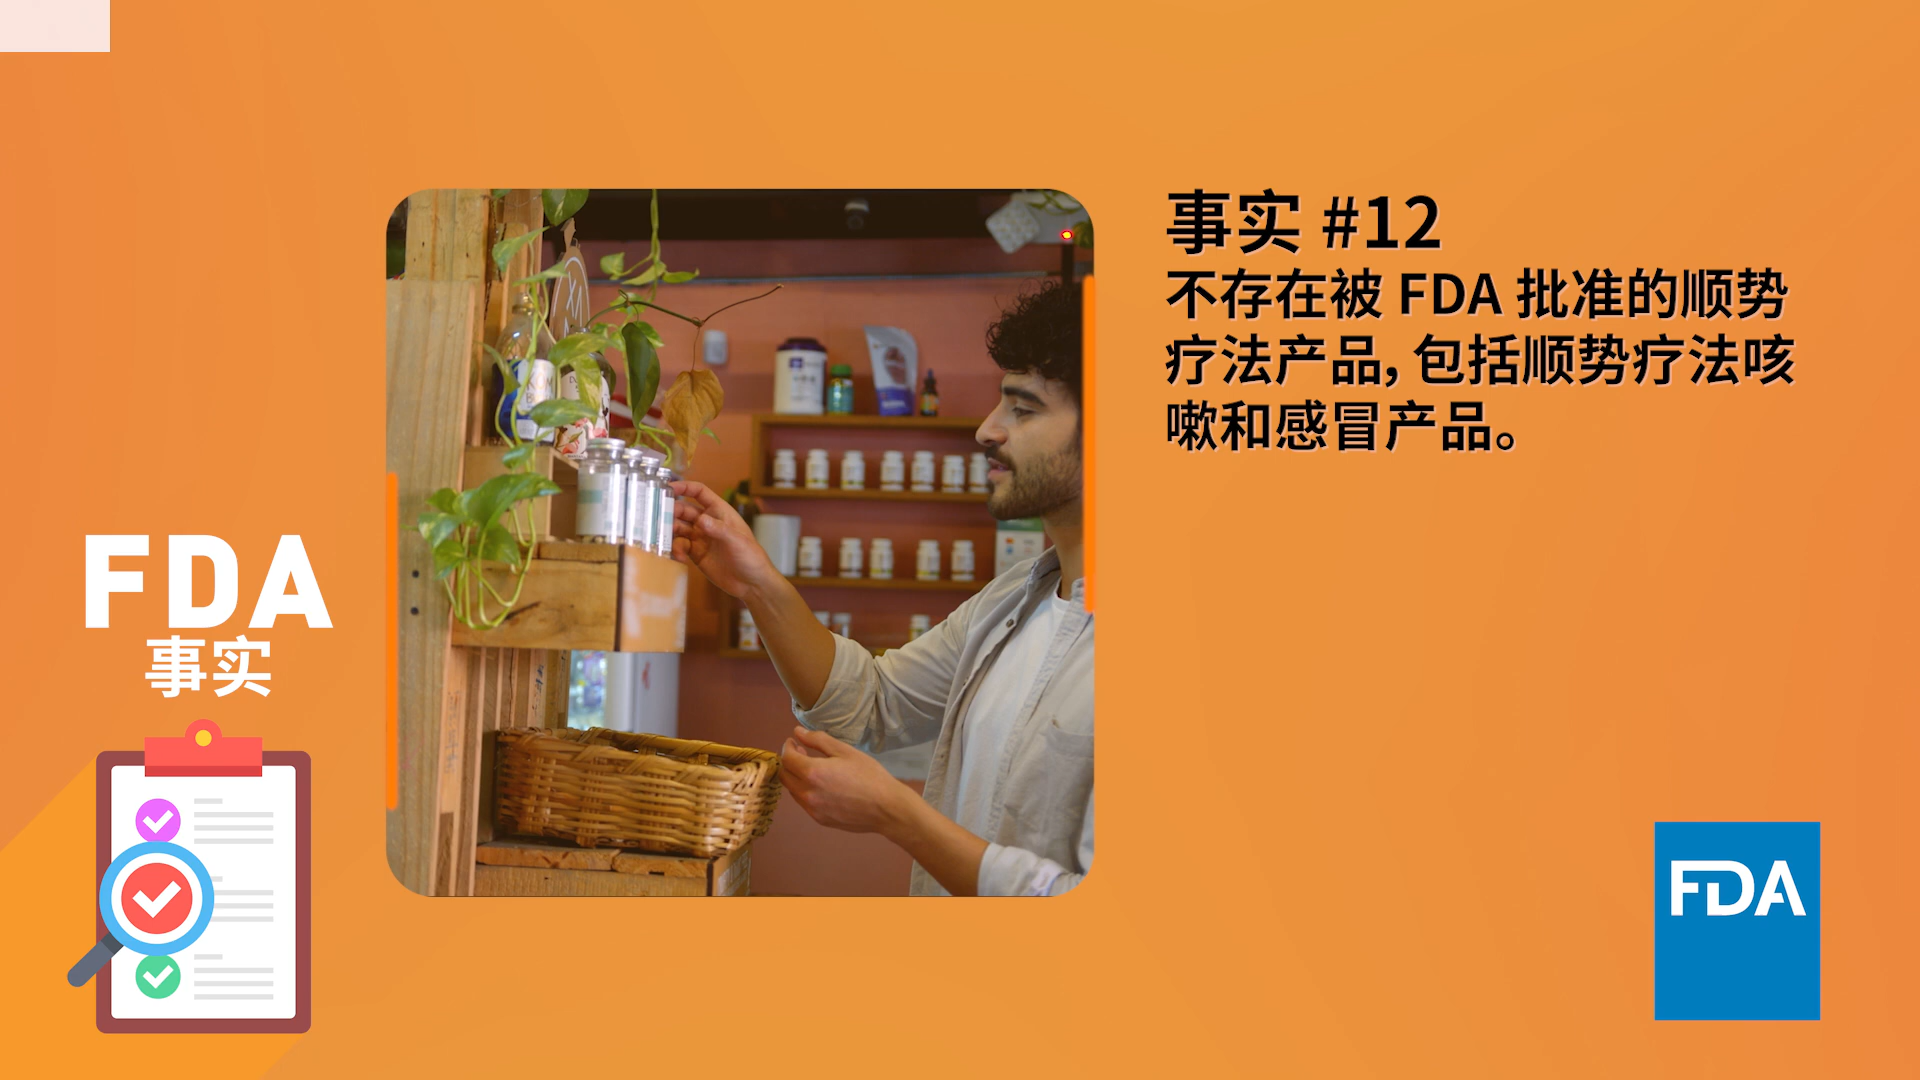 事实 #12
不存在被 FDA 批准的顺势
疗法产品，包括顺势疗法咳
嗽和感冒产品。
FDA
事实
FDA